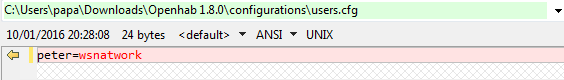 C:\Users\papa\Downloads\Openhab 1.8.0\configurations\users.cfg
10/01/2016 20:28:08 24 bytes <default> ANSI UNIX
peter=wsnatwork